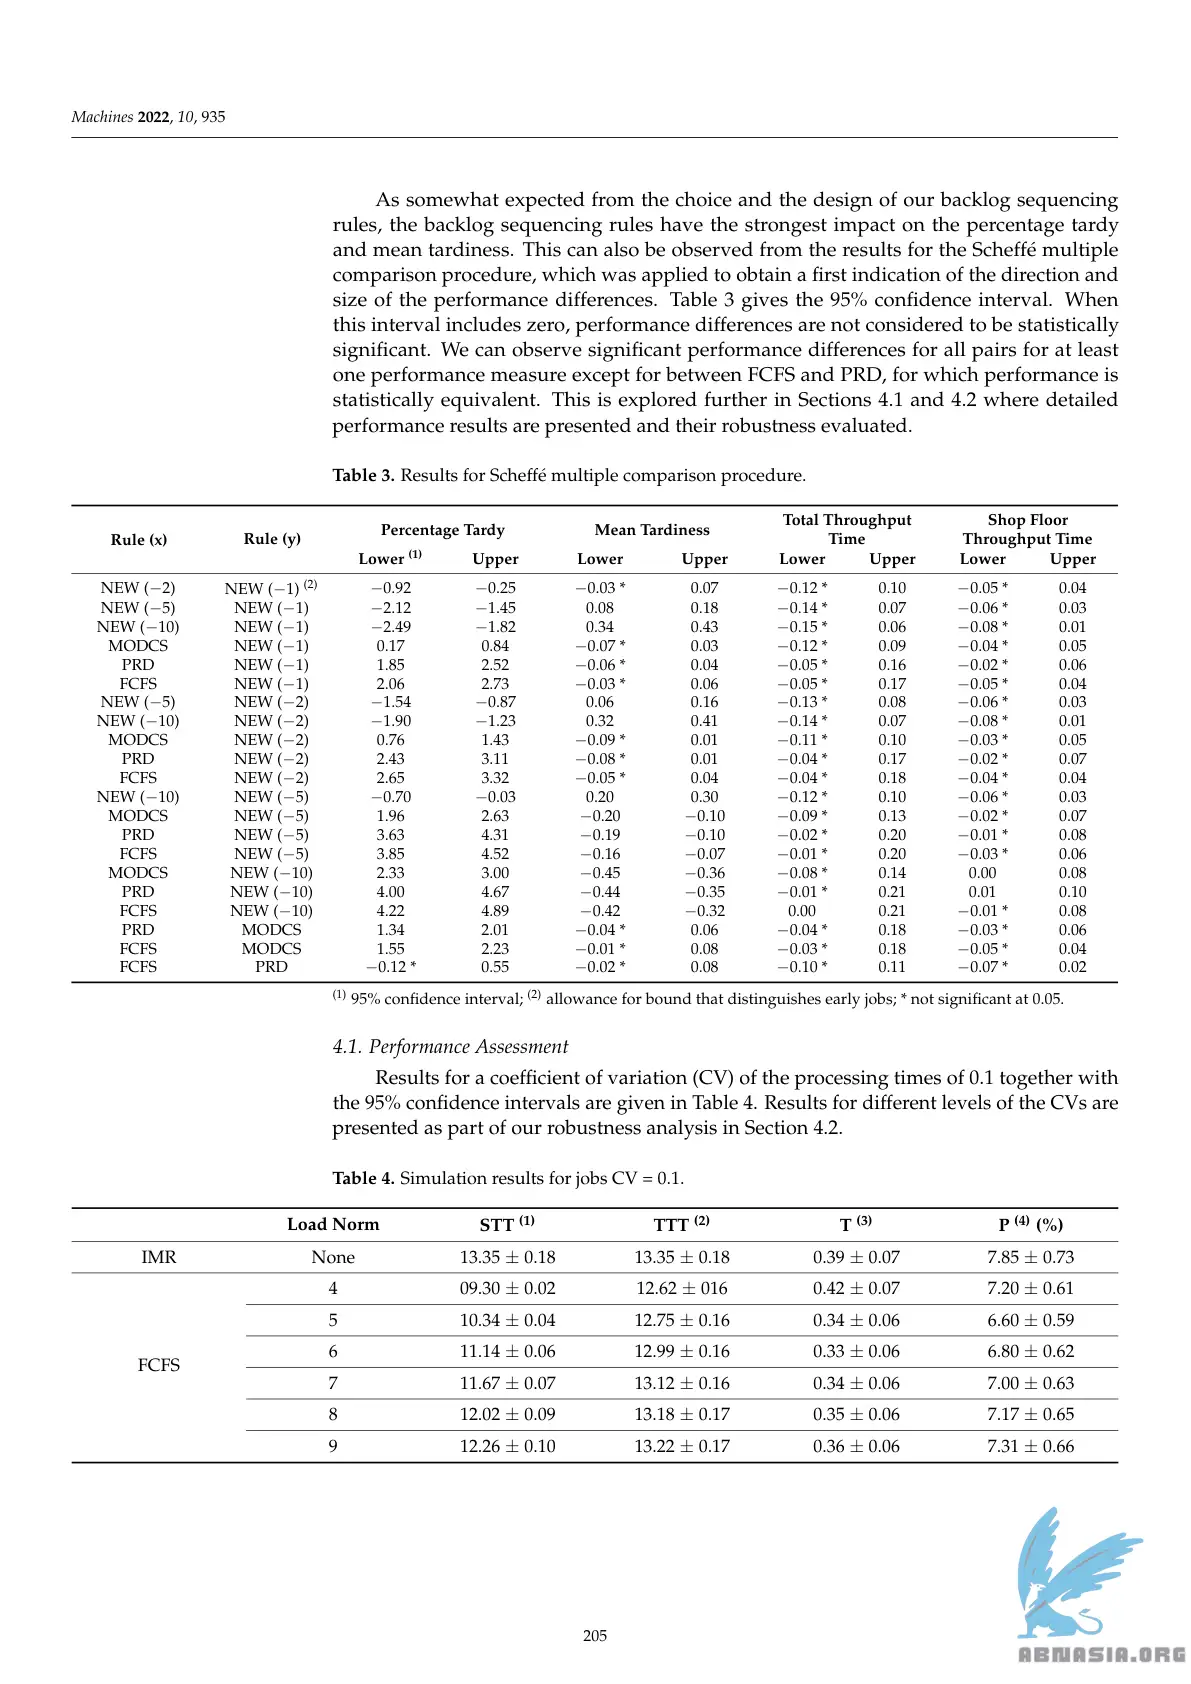 Machines 2022, 10, 935
As somewhat expected from the choice and the design of our backlog sequencing
rules, the backlog sequencing rules have the strongest impact on the percentage tardy
and mean tardiness. This can also be observed from the results for the Scheffé multiple
comparison procedure, which was applied to obtain a first indication of the direction and
size of the performance differences. Table 3 gives the 95% confidence interval. When
this interval includes zero, performance differences are not considered to be statistically
significant. We can observe significant performance differences for all pairs for at least
one performance measure except for between FCFS and PRD, for which performance is
statistically equivalent. This is explored further in Sections 4.1 and 4.2 where detailed
performance results are presented and their robustness evaluated.
Table 3. Results for Scheffé multiple comparison procedure.
Rule (x) Rule (y) Percentage Tardy Mean Tardiness Total Throughput Time Shop Floor Throughput Time
Lower (1) Upper Lower Upper Lower Upper Lower Upper
NEW (−2) NEW (−1) (2) −0.92 −0.25 −0.03 * 0.07 −0.12 * 0.10 −0.05 * 0.04
NEW (−5) NEW (−1) −2.12 −1.45 0.08 0.18 −0.14 * 0.07 −0.06 * 0.03
NEW (−10) NEW (−1) −2.49 −1.82 0.34 0.43 −0.15 * 0.06 −0.08 * 0.01
MODCS NEW (−1) 0.17 0.84 −0.07 * 0.03 −0.12 * 0.09 −0.04 * 0.05
PRD NEW (−1) 1.85 2.52 −0.06 * 0.04 −0.05 * 0.16 −0.02 * 0.06
FCFS NEW (−1) 2.06 2.73 −0.03 * 0.06 −0.05 * 0.17 −0.05 * 0.04
NEW (−5) NEW (−2) −1.54 −0.87 0.06 0.16 −0.13 * 0.08 −0.06 * 0.03
NEW (−10) NEW (−2) −1.90 −1.23 0.32 0.41 −0.14 * 0.07 −0.08 * 0.01
MODCS NEW (−2) 0.76 1.43 −0.09 * 0.01 −0.11 * 0.10 −0.03 * 0.05
PRD NEW (−2) 2.43 3.11 −0.08 * 0.01 −0.04 * 0.17 −0.02 * 0.07
FCFS NEW (−2) 2.65 3.32 −0.05 * 0.04 −0.04 * 0.18 −0.04 * 0.04
NEW (−10) NEW (−5) −0.70 −0.03 0.20 0.30 −0.12 * 0.10 −0.06 * 0.03
MODCS NEW (−5) 1.96 2.63 −0.20 −0.10 −0.09 * 0.13 −0.02 * 0.07
PRD NEW (−5) 3.63 4.31 −0.19 −0.10 −0.02 * 0.20 −0.01 * 0.08
FCFS NEW (−5) 3.85 4.52 −0.16 −0.07 −0.01 * 0.20 −0.03 * 0.06
MODCS NEW (−10) 2.33 3.00 −0.45 −0.36 −0.08 * 0.14 0.00 0.08
PRD NEW (−10) 4.00 4.67 −0.44 −0.35 −0.01 * 0.21 0.01 0.10
FCFS NEW (−10) 4.22 4.89 −0.42 −0.32 0.00 0.21 −0.01 * 0.08
PRD MODCS 1.34 2.01 −0.04 * 0.06 −0.04 * 0.18 −0.03 * 0.06
FCFS MODCS 1.55 2.23 −0.01 * 0.08 −0.03 * 0.18 −0.05 * 0.04
FCFS PRD −0.12 * 0.55 −0.02 * 0.08 −0.10 * 0.11 −0.07 * 0.02
(1) 95% confidence interval; (2) allowance for bound that distinguishes early jobs; * not significant at 0.05.
4.1. Performance Assessment
Results for a coefficient of variation (CV) of the processing times of 0.1 together with
the 95% confidence intervals are given in Table 4. Results for different levels of the CVs are
presented as part of our robustness analysis in Section 4.2.
Table 4. Simulation results for jobs CV = 0.1.
Load Norm STT (1) TTT (2) T (3) P (4) (%)
IMR None 13.35 ± 0.18 13.35 ± 0.18 0.39 ± 0.07 7.85 ± 0.73
FCFS 4 09.30 ± 0.02 12.62 ± 016 0.42 ± 0.07 7.20 ± 0.61
5 10.34 ± 0.04 12.75 ± 0.16 0.34 ± 0.06 6.60 ± 0.59
6 11.14 ± 0.06 12.99 ± 0.16 0.33 ± 0.06 6.80 ± 0.62
7 11.67 ± 0.07 13.12 ± 0.16 0.34 ± 0.06 7.00 ± 0.63
8 12.02 ± 0.09 13.18 ± 0.17 0.35 ± 0.06 7.17 ± 0.65
9 12.26 ± 0.10 13.22 ± 0.17 0.36 ± 0.06 7.31 ± 0.66
205
ABNASIA.ORG